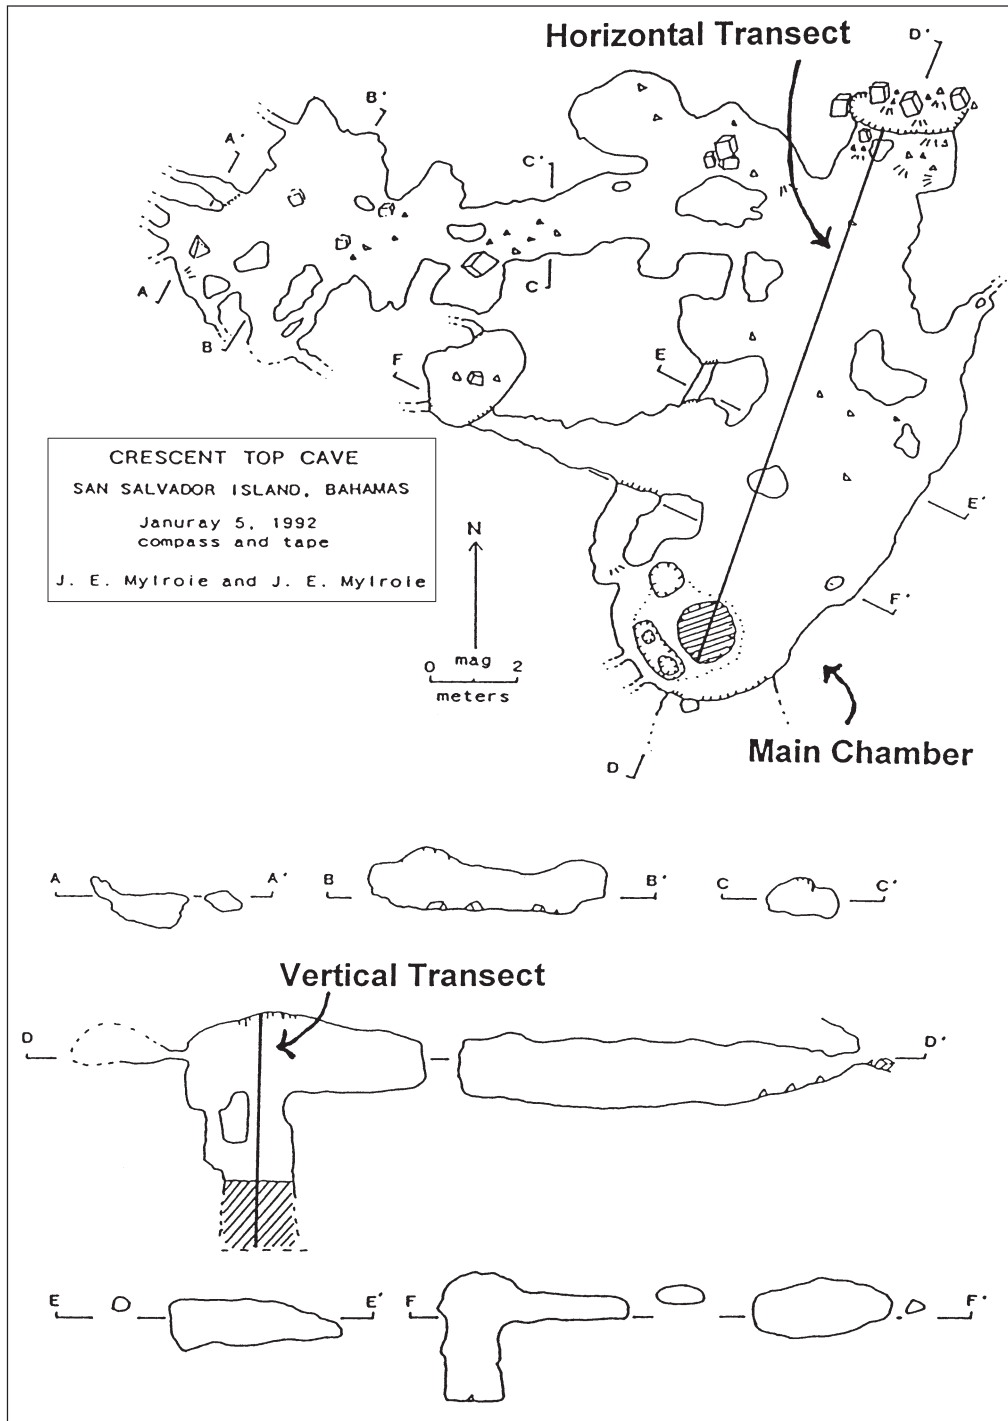 Horizontal Transect
D'
B'
A'
C'
A
B
C
F
E
CRESCENT TOP CAVE
SAN SALVADOR ISLAND, BAHAMAS
Januray 5, 1992
compass and tape
J. E. Mylroie and J. E. Mylroie
N
mag
0 2
meters
E'
F'
D
Main Chamber
A A' B B' C C'
Vertical Transect
D D'
E E' F F'